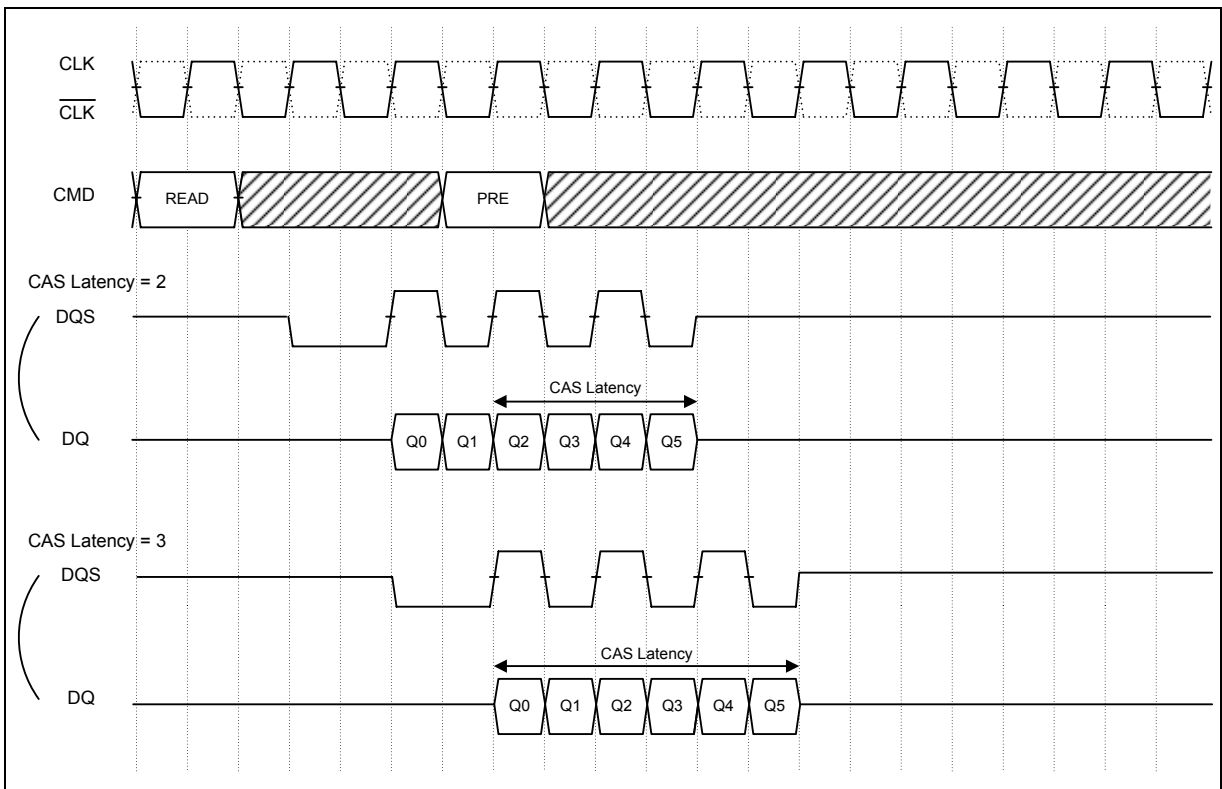 CLK
CLK
CMD
READ
PRE
CAS Latency = 2
DQS
CAS Latency
DQ
Q0 Q1 Q2 Q3 Q4 Q5
CAS Latency = 3
DQS
CAS Latency
DQ
Q0 Q1 Q2 Q3 Q4 Q5